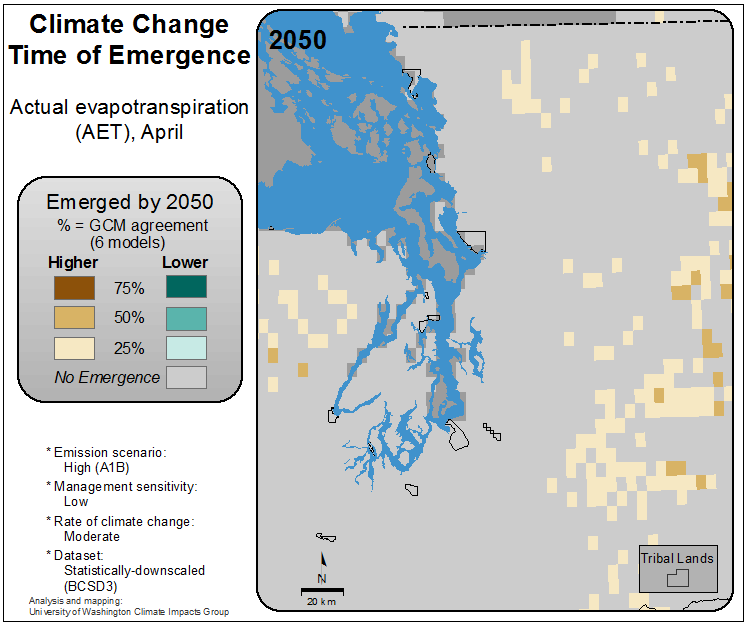 Climate Change
Time of Emergence
Actual evapotranspiration
(AET), April
Emerged by 2050
% = GCM agreement
(6 models)
Higher Lower
75%
50%
25%
No Emergence
* Emission scenario:
High (A1B)
* Management sensitivity:
Low
* Rate of climate change:
Moderate
* Dataset:
Statistically-downscaled
(BCSD3)
Analysis and mapping:
University of Washington Climate Impacts Group
2050
N
20 km
Tribal Lands